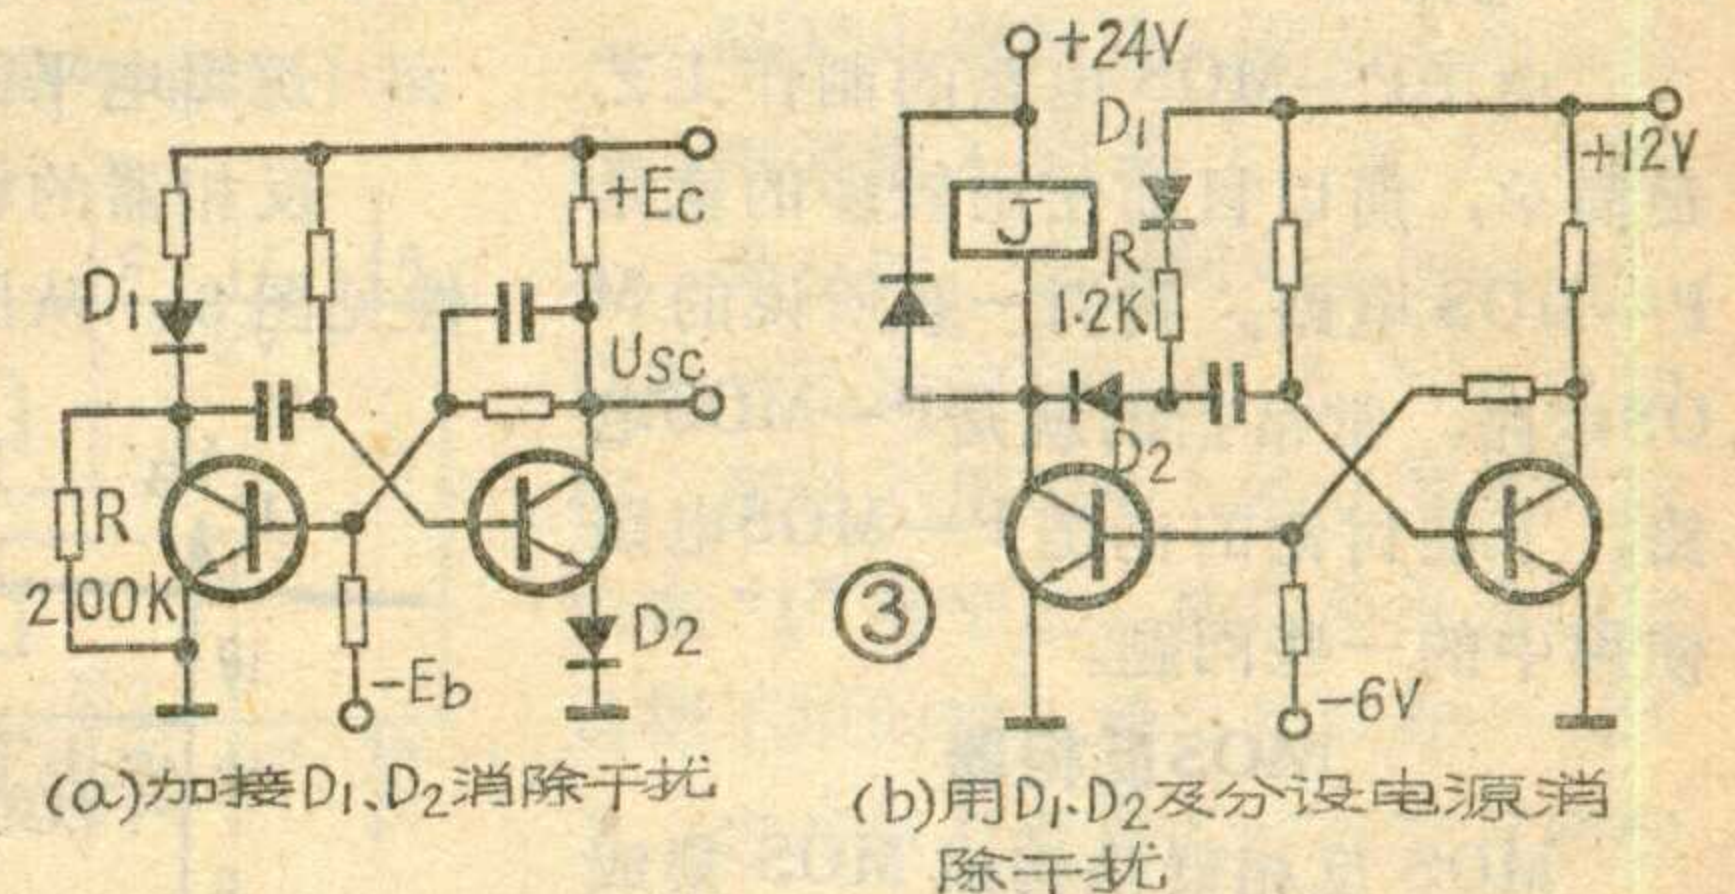 +Ec
D1
Usc
R
200K
D2
-Eb
(a)加接D1、D2消除干扰
+24V
D1
+12V
J
R
1.2K
D2
③
-6V
(b)用D1.D2及分设电源消
除干扰